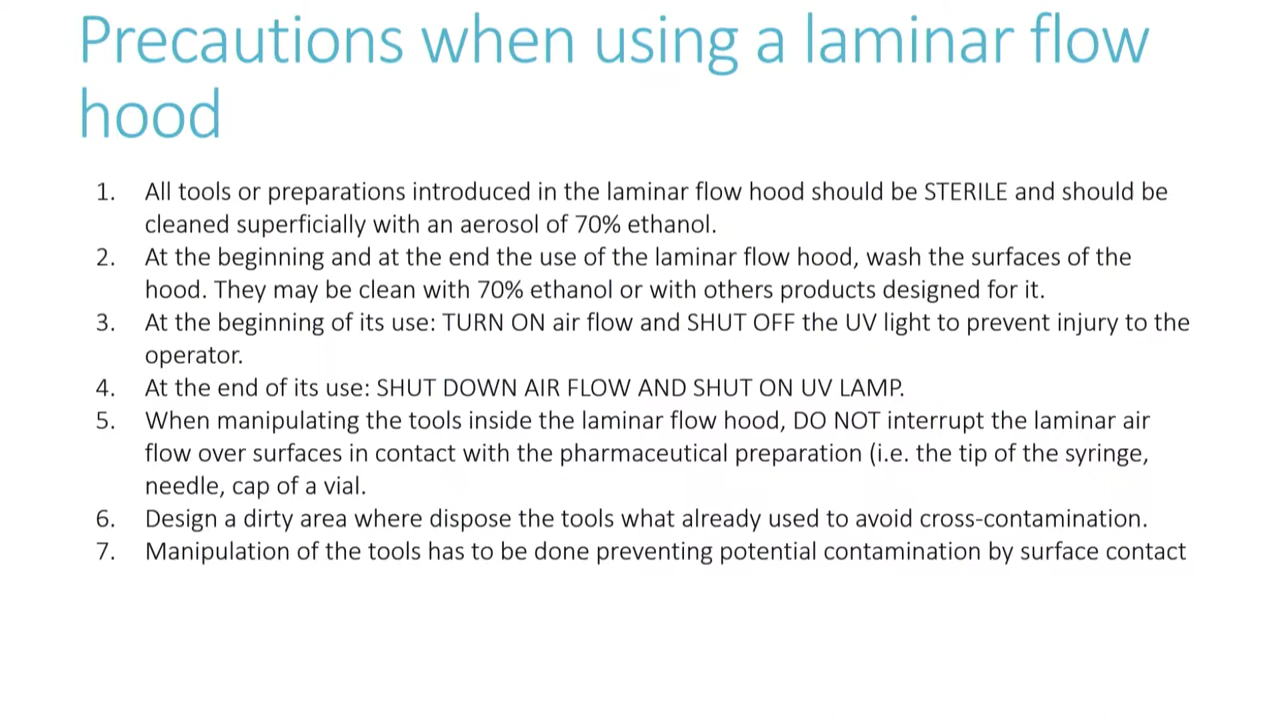 Precautions when using a laminar flow
hood
1. All tools or preparations introduced in the laminar flow hood should be STERILE and should be
cleaned superficially with an aerosol of 70% ethanol.
2. At the beginning and at the end the use of the laminar flow hood, wash the surfaces of the
hood. They may be clean with 70% ethanol or with others products designed for it.
3. At the beginning of its use: TURN ON air flow and SHUT OFF the UV light to prevent injury to the
operator.
4. At the end of its use: SHUT DOWN AIR FLOW AND SHUT ON UV LAMP.
5. When manipulating the tools inside the laminar flow hood, DO NOT interrupt the laminar air
flow over surfaces in contact with the pharmaceutical preparation (i.e. the tip of the syringe,
needle, cap of a vial.
6. Design a dirty area where dispose the tools what already used to avoid cross-contamination.
7. Manipulation of the tools has to be done preventing potential contamination by surface contact